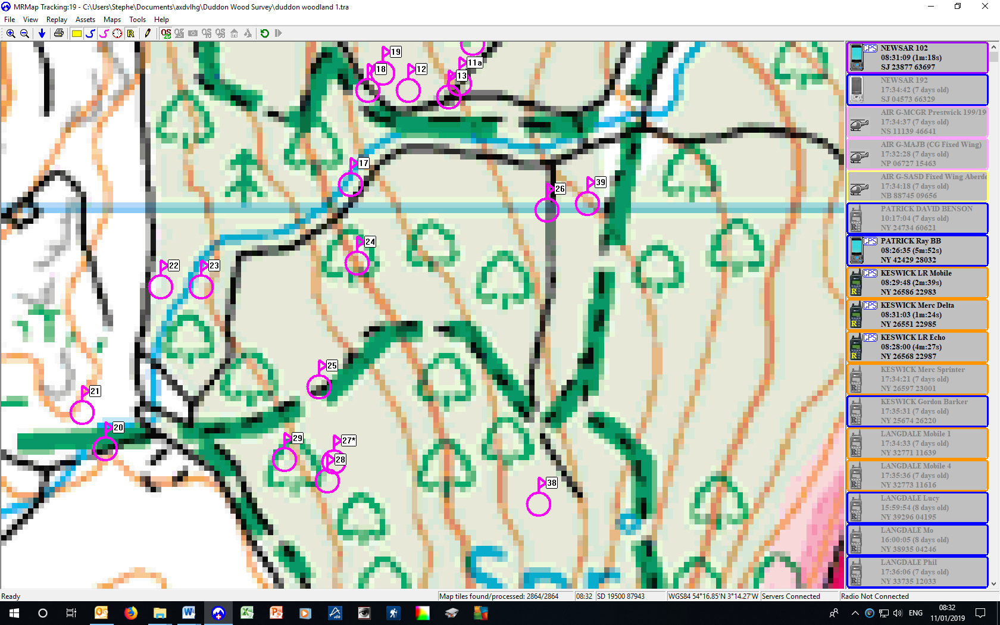 MRMap Tracking:19 - C:\Users\Stephe\Documents\axdvlhg\Duddon Wood Survey\duddon woodland 1.tra
File View Replay Assets Maps Tools Help
19
18
12
11a
13
17
39
26
24
22
23
25
21
20
29
27*
28
38
GPS NEWSAR 102
08:31:09 (1m:18s)
SJ 23877 63697
NEWSAR 192
17:34:42 (7 days old)
SJ 04573 66329
AIR G-MCGR Prestwick 199/19
17:34:37 (7 days old)
NS 11139 46641
AIR G-MAJB (CG Fixed Wing)
17:32:28 (7 days old)
NP 06727 15463
AIR G-SASD Fixed Wing Aberde
17:34:18 (7 days old)
NB 88745 09656
PATRICK DAVID BENSON
10:17:04 (7 days old)
R NY 24734 60621
GPS PATRICK Ray BB
08:26:35 (5m:52s)
NY 42429 28032
GPS KESWICK LR Mobile
08:29:48 (2m:39s)
R NY 26586 22983
GPS KESWICK Merc Delta
08:31:03 (1m:24s)
R NY 26551 22985
GPS KESWICK LR Echo
08:28:00 (4m:27s)
R NY 26568 22987
KESWICK Merc Sprinter
17:34:21 (7 days old)
R NY 26597 23001
KESWICK Gordon Barker
17:35:31 (7 days old)
R NY 25674 26220
LANGDALE Mobile 1
17:34:33 (7 days old)
R NY 32771 11639
LANGDALE Mobile 4
17:35:36 (7 days old)
R NY 32773 11616
LANGDALE Lucy
15:59:54 (8 days old)
R NY 39296 04195
LANGDALE Mo
16:00:05 (8 days old)
R NY 38935 04246
LANGDALE Phil
17:36:06 (7 days old)
R NY 33735 12033
Ready Map tiles found/processed: 2864/2864 08:32 SD 19500 87943 WGS84 54°16.85'N 3°14.27'W Servers Connected Radio Not Connected
ENG
08:32
11/01/2019